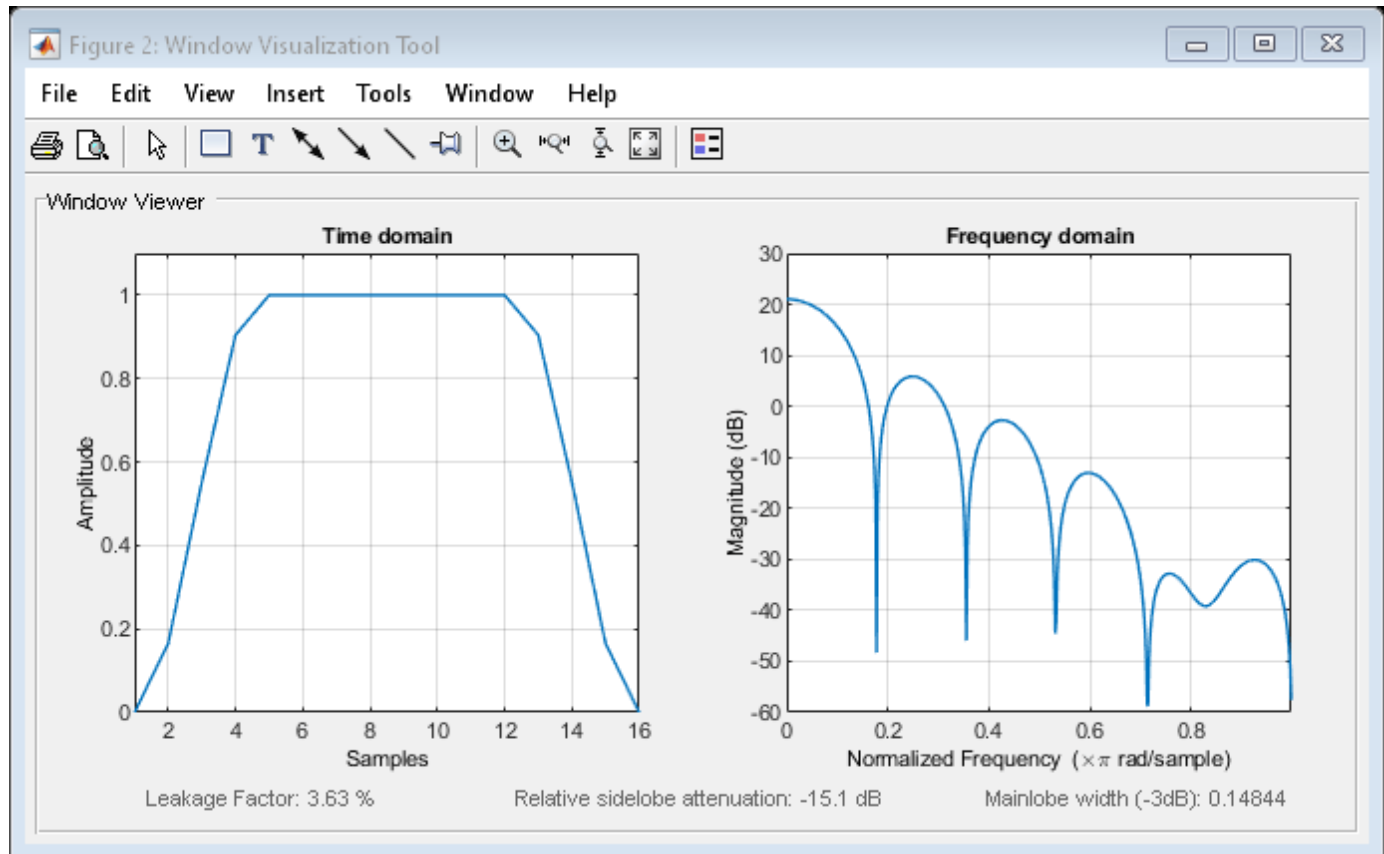 Figure 2: Window Visualization Tool
File Edit View Insert Tools Window Help
T
Window Viewer
Time domain
1
0.8
0.6
0.4
0.2
0
Amplitude
2 4 6 8 10 12 14 16
Samples
Frequency domain
30
20
10
0
-10
-20
-30
-40
-50
-60
Magnitude (dB)
0 0.2 0.4 0.6 0.8
Normalized Frequency (×π rad/sample)
Leakage Factor: 3.63 % Relative sidelobe attenuation: -15.1 dB Mainlobe width (-3dB): 0.14844